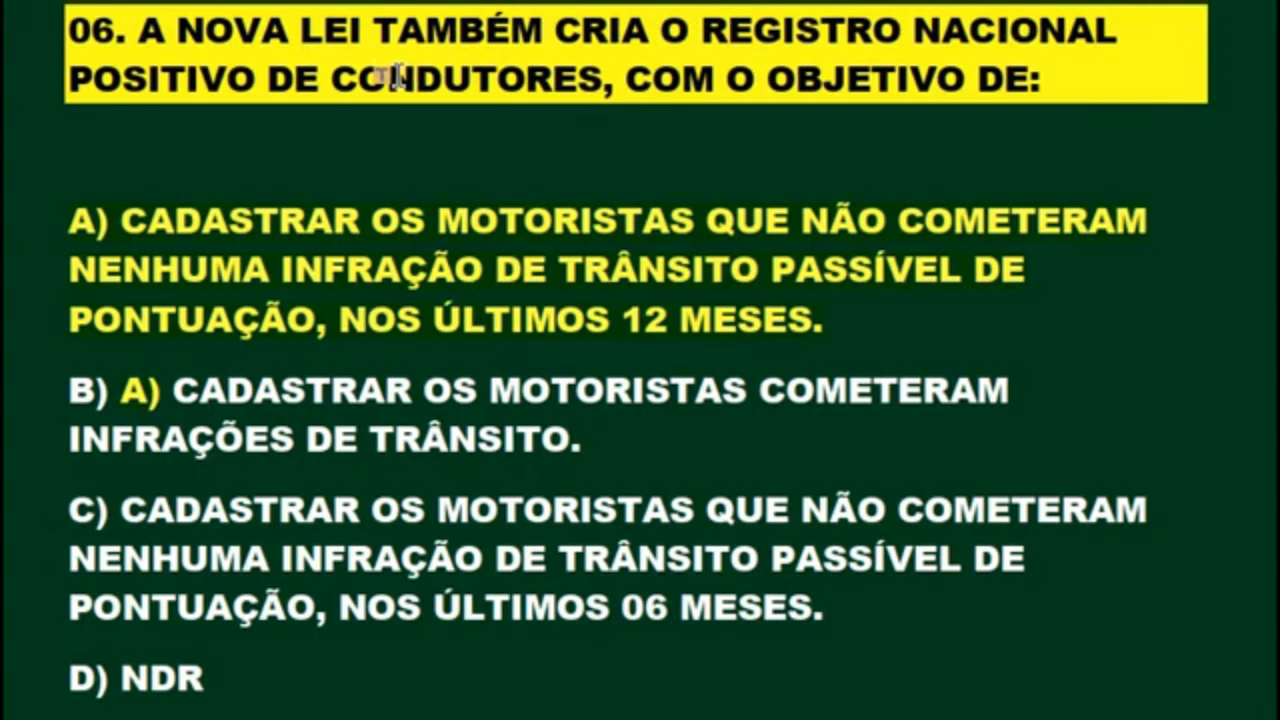 06. A NOVA LEI TAMBÉM CRIA O REGISTRO NACIONAL
POSITIVO DE CONDUTORES, COM O OBJETIVO DE:
A) CADASTRAR OS MOTORISTAS QUE NÃO COMETERAM
NENHUMA INFRAÇÃO DE TRÂNSITO PASSÍVEL DE
PONTUAÇÃO, NOS ÚLTIMOS 12 MESES.
B) A) CADASTRAR OS MOTORISTAS COMETERAM
INFRAÇÕES DE TRÂNSITO.
C) CADASTRAR OS MOTORISTAS QUE NÃO COMETERAM
NENHUMA INFRAÇÃO DE TRÂNSITO PASSÍVEL DE
PONTUAÇÃO, NOS ÚLTIMOS 06 MESES.
D) NDR